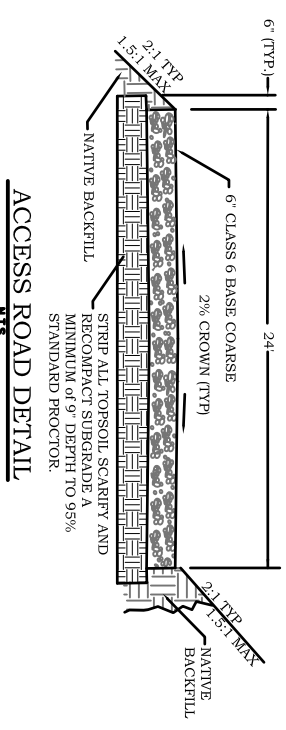 6" (TYP.)
24'
2:1 TYP
1.5:1 MAX
6" CLASS 6 BASE COARSE
2% CROWN (TYP)
2:1 TYP
1.5:1 MAX
NATIVE BACKFILL
STRIP ALL TOPSOIL SCARIFY AND
RECOMPACT SUBGRADE A
MINIMUM of 9" DEPTH TO 95%
STANDARD PROCTOR.
NATIVE
BACKFILL
ACCESS ROAD DETAIL
NTS